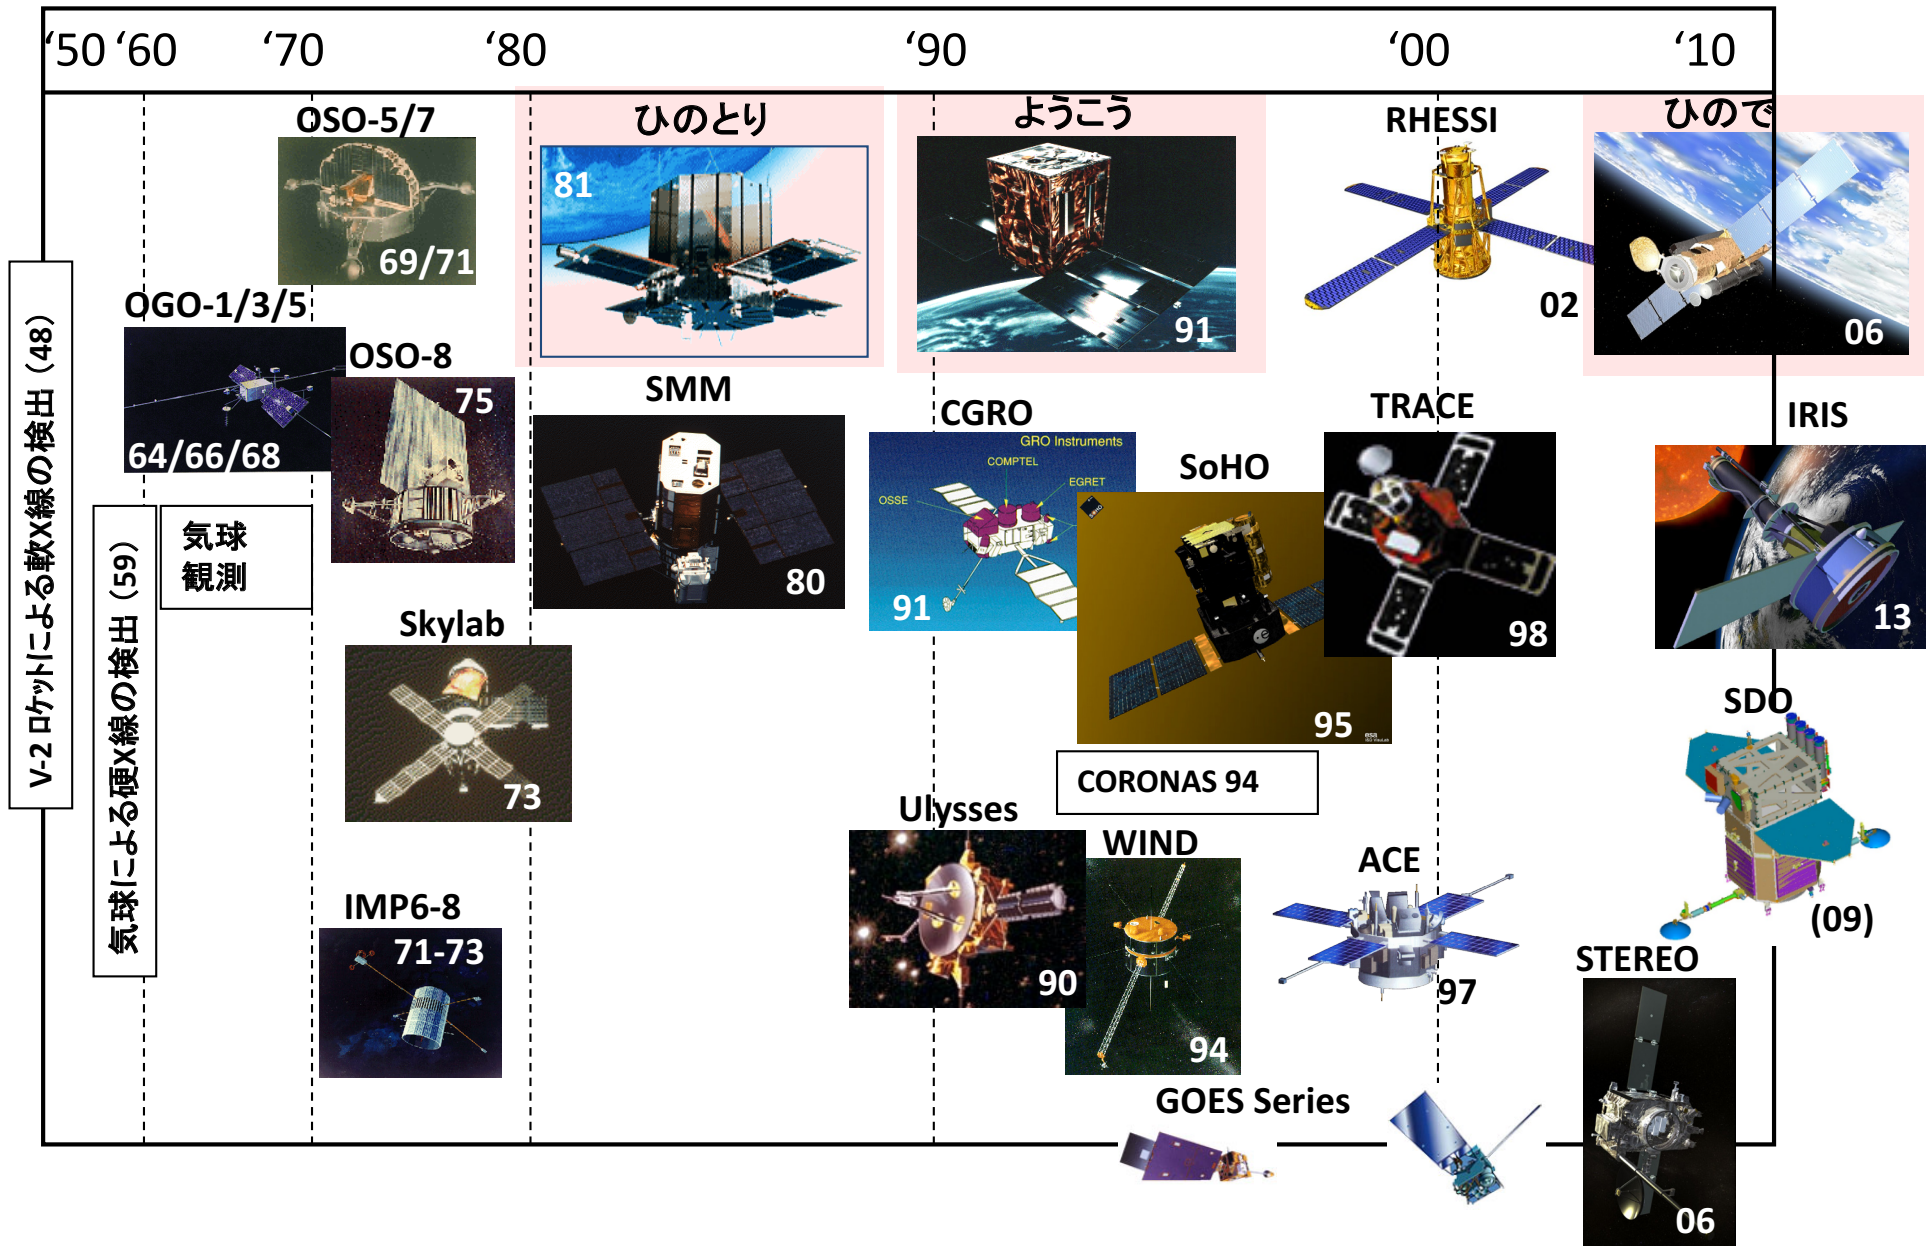 ‘50 ‘60 ‘70 ‘80 ‘90 ‘00 ‘10
V-2 ロケットによる軟X線の検出（48）
気球による硬X線の検出（59）
気球
観測
OSO-5/7
69/71
OGO-1/3/5
64/66/68
OSO-8
75
Skylab
73
IMP6-8
71-73
ひのとり
81
SMM
80
ようこう
91
CGRO
GRO Instruments
COMPTEL
OSSE
EGRET
91
SoHO
SOHO
e
95
esa
CORONAS 94
Ulysses
90
WIND
94
RHESSI
02
TRACE
98
ACE
97
GOES Series
ひので
06
IRIS
13
SDO
(09)
STEREO
06